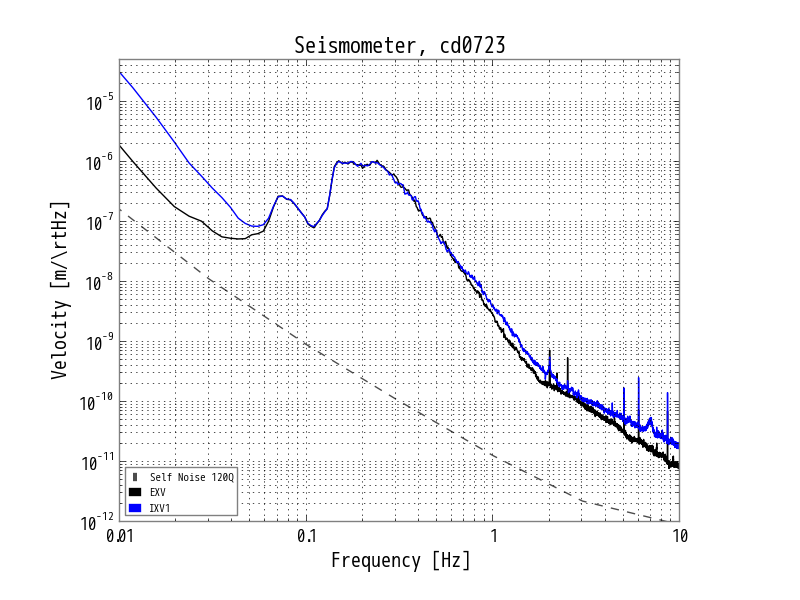 Seismometer, cd0723
Velocity [m/\rtHz]
10^-5
10^-6
10^-7
10^-8
10^-9
10^-10
10^-11
10^-12
Self Noise 120Q
EXV
IXV1
0.01 0.1 1 10
Frequency [Hz]